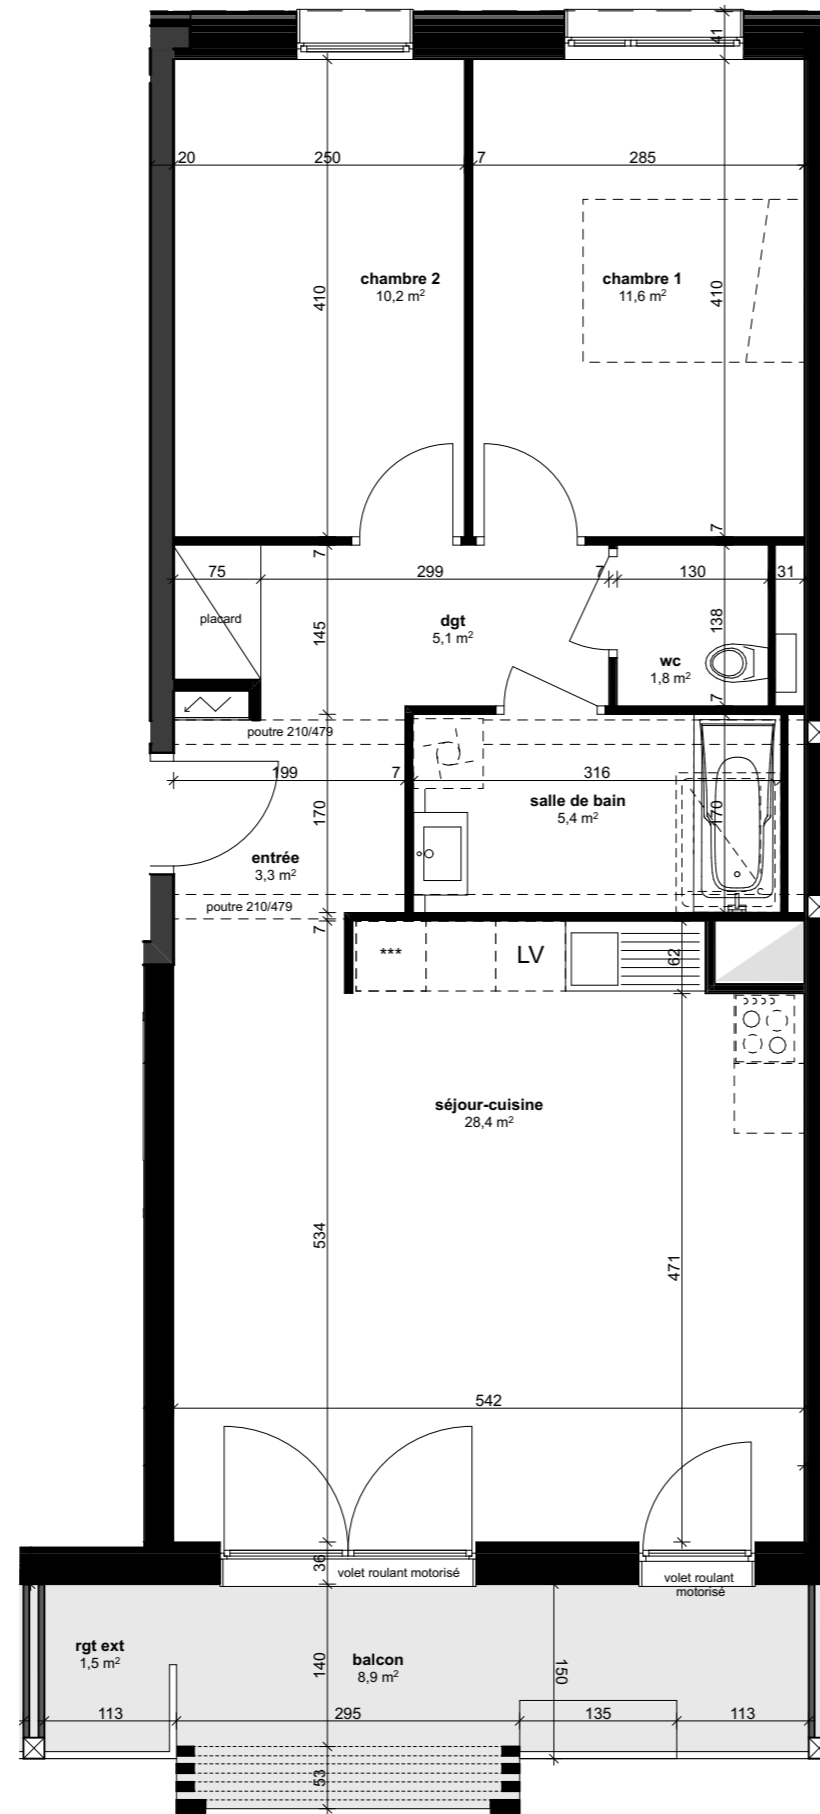 41
20
250
7
285
chambre 2
10,2 m²
chambre 1
11,6 m²
410
410
7
7
75
299
7
130
31
placard
145
dgt
5,1 m²
138
wc
1,8 m²
7
poutre 210/479
199
7
316
salle de bain
5,4 m²
170
170
entrée
3,3 m²
poutre 210/479
7
***
LV
62
séjour-cuisine
28,4 m²
534
471
542
36
volet roulant motorisé
volet roulant
motorisé
rgt ext
1,5 m²
balcon
8,9 m²
140
150
113
295
135
113
53